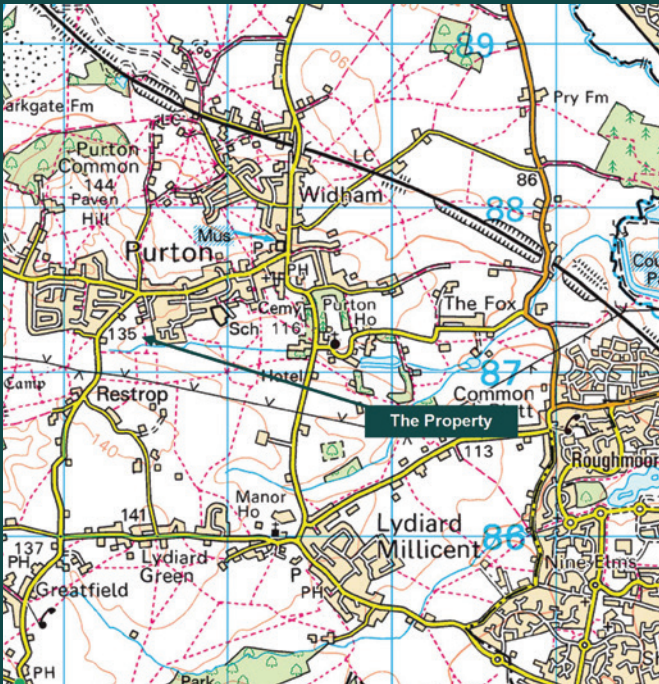 89
Pry Fm
arkgate Fm
LC
LC
Purton
Common
144
Paven
Hill
86
Widham
88
Mus
P
Purton
PH
Cou
P
Cemy
116
Purton
Ho
The Fox
Sch
135
87
Hotel
Camp
Restrop
Common
Platt
The Property
113
Roughmoor
140
Manor
Ho
141
Lydiard
Millicent
86
137
PH
Lydiard
Green
P
Nine Elms
PH
Greatfield
PH
Park